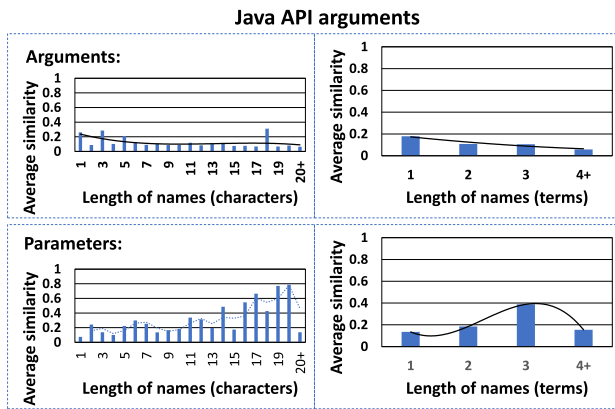 Java API arguments
Arguments:
Average similarity
1
0.8
0.6
0.4
0.2
0
1 3 5 7 9 11 13 15 17 19 20+
Length of names (characters)
Average similarity
1
0.8
0.6
0.4
0.2
0
1 2 3 4+
Length of names (terms)
Parameters:
Average similarity
1
0.8
0.6
0.4
0.2
0
1 3 5 7 9 11 13 15 17 19 20+
Length of names (characters)
Average similarity
1
0.8
0.6
0.4
0.2
0
1 2 3 4+
Length of names (terms)